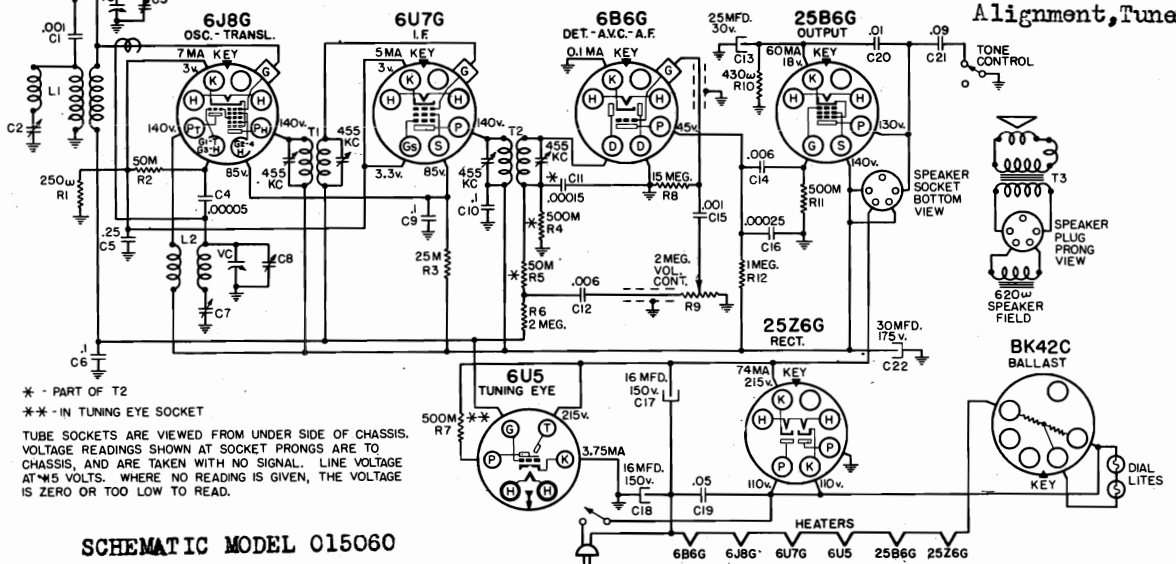 Alignment, Tune
6J8G
OSC.-TRANSL.
6U7G
I.F.
6B6G
DET.-A.V.C.-A.F.
25B6G
OUTPUT
25MFD.
30v.
C13
430ω
R10
60MA
18v.
KEY
.01
C20
.09
C21
TONE
CONTROL
.001
C1
7MA
KEY
3v.
5MA
KEY
3v.
0.1MA
KEY
G
K
H
H
PT
PH
G1-T
G3-H
G2-4
H
G
K
H
H
P
GS
S
G
K
H
H
P
D
D
K
H
H
P
G
S
L1
C2
140v.
140v.
T1
455
KC
455
KC
85v.
3.3v.
85v.
140v.
T2
455
KC
455
KC
45v.
130v.
140v.
250ω
R1
50M
R2
C4
.00005
.25
C5
L2
VC
C8
C7
.1
C9
.1
C10
* C11
.00015
500M
* R4
15 MEG.
R8
.001
C15
.006
C14
500M
R11
.00025
C16
SPEAKER
SOCKET
BOTTOM
VIEW
T3
SPEAKER
PLUG
PRONG
VIEW
620ω
SPEAKER
FIELD
25M
R3
* 50M
R5
R6
2 MEG.
.006
C12
2 MEG.
VOL.
CONT.
R9
1MEG.
R12
.1
C6
25Z6G
RECT.
30MFD.
175v.
C22
BK42C
BALLAST
KEY
DIAL
LITES
* - PART OF T2
** - IN TUNING EYE SOCKET
TUBE SOCKETS ARE VIEWED FROM UNDER SIDE OF CHASSIS.
VOLTAGE READINGS SHOWN AT SOCKET PRONGS ARE TO
CHASSIS, AND ARE TAKEN WITH NO SIGNAL. LINE VOLTAGE
AT 115 VOLTS. WHERE NO READING IS GIVEN, THE VOLTAGE
IS ZERO OR TOO LOW TO READ.
6U5
TUNING EYE
500M **
R7
215v.
G
T
P
K
H
H
3.75MA
16 MFD.
150v.
C17
16MFD.
150v.
C18
.05
C19
74MA
215v.
KEY
K
K
H
H
P
P
110v.
110v.
HEATERS
6B6G 6J8G 6U7G 6U5 25B6G 25Z6G
SCHEMATIC MODEL 015060